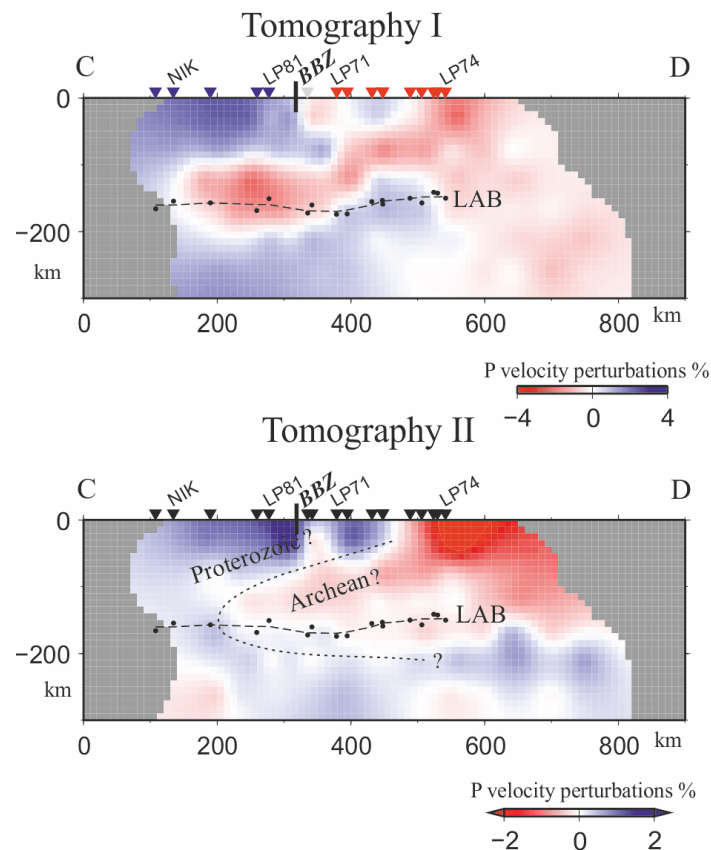 Tomography I
C NIK LP81 BBZ LP71 LP74 D
0
LAB
−200
km
0 200 400 600 800 km
P velocity perturbations %
−4 0 4
Tomography II
C NIK LP81 BBZ LP71 LP74 D
0
Proterozoic?
Archean?
LAB
−200
?
km
0 200 400 600 800 km
P velocity perturbations %
−2 0 2